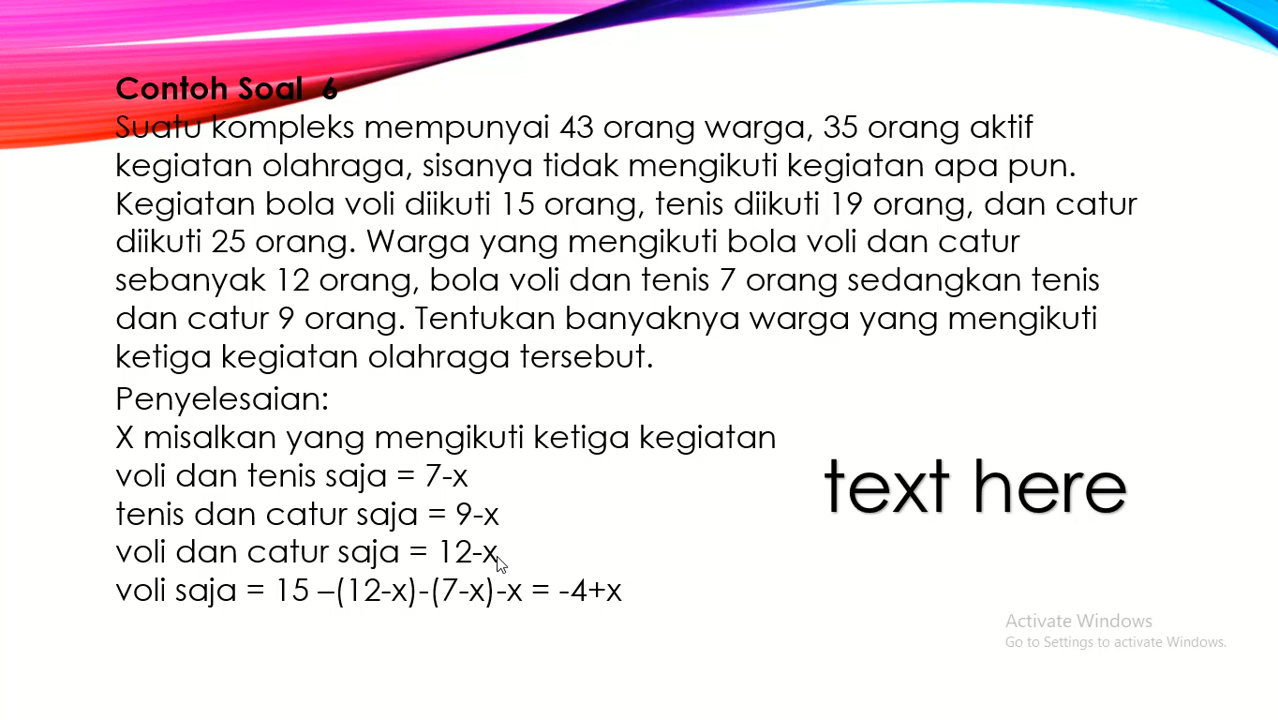 Contoh Soal 6
Suatu kompleks mempunyai 43 orang warga, 35 orang aktif
kegiatan olahraga, sisanya tidak mengikuti kegiatan apa pun.
Kegiatan bola voli diikuti 15 orang, tenis diikuti 19 orang, dan catur
diikuti 25 orang. Warga yang mengikuti bola voli dan catur
sebanyak 12 orang, bola voli dan tenis 7 orang sedangkan tenis
dan catur 9 orang. Tentukan banyaknya warga yang mengikuti
ketiga kegiatan olahraga tersebut.
Penyelesaian:
X misalkan yang mengikuti ketiga kegiatan
voli dan tenis saja = 7-x
tenis dan catur saja = 9-x
voli dan catur saja = 12-x
voli saja = 15 –(12-x)-(7-x)-x = -4+x
text here
Activate Windows
Go to Settings to activate Windows.